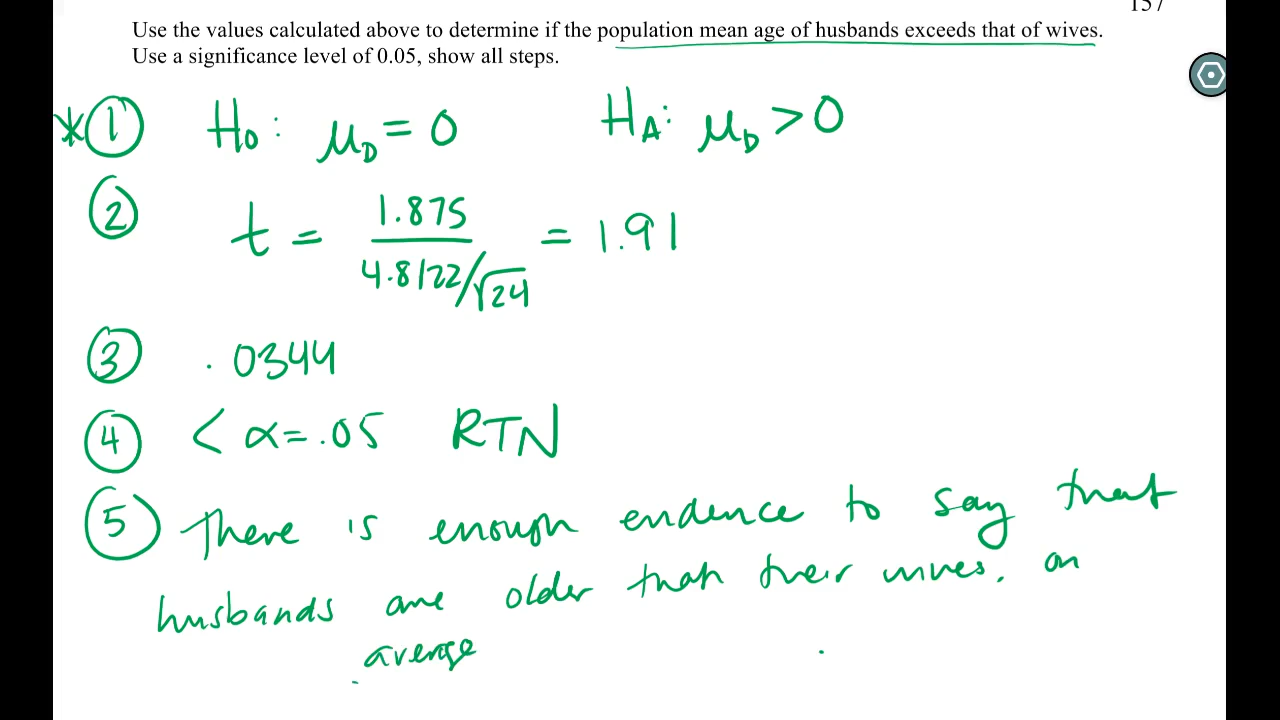 157
Use the values calculated above to determine if the population mean age of husbands exceeds that of wives.
Use a significance level of 0.05, show all steps.
*① H₀: μ_D = 0 H_A: μ_D > 0
② t = 1.875 / (4.8122/√24) = 1.91
③ .0344
④ < α = .05 RTN
⑤ There is enough evidence to say that
husbands are older than their wives, on
average